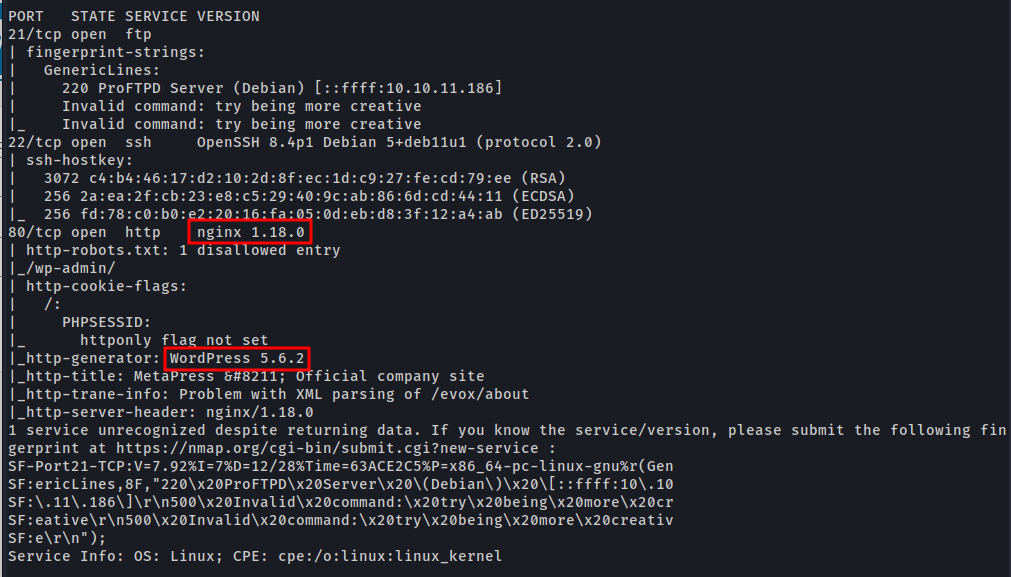 PORT   STATE SERVICE VERSION
21/tcp open  ftp
| fingerprint-strings:
|   GenericLines:
|     220 ProFTPD Server (Debian) [::ffff:10.10.11.186]
|     Invalid command: try being more creative
|_    Invalid command: try being more creative
22/tcp open  ssh     OpenSSH 8.4p1 Debian 5+deb11u1 (protocol 2.0)
| ssh-hostkey:
|   3072 c4:b4:46:17:d2:10:2d:8f:ec:1d:c9:27:fe:cd:79:ee (RSA)
|   256 2a:ea:2f:cb:23:e8:c5:29:40:9c:ab:86:6d:cd:44:11 (ECDSA)
|_  256 fd:78:c0:b0:e2:20:16:fa:05:0d:eb:d8:3f:12:a4:ab (ED25519)
80/tcp open  http    nginx 1.18.0
| http-robots.txt: 1 disallowed entry
|_/wp-admin/
| http-cookie-flags:
|   /:
|     PHPSESSID:
|_      httponly flag not set
|_http-generator: WordPress 5.6.2
|_http-title: MetaPress &#8211; Official company site
|_http-trane-info: Problem with XML parsing of /evox/about
|_http-server-header: nginx/1.18.0
1 service unrecognized despite returning data. If you know the service/version, please submit the following fin
gerprint at https://nmap.org/cgi-bin/submit.cgi?new-service :
SF-Port21-TCP:V=7.92%I=7%D=12/28%Time=63ACE2C5%P=x86_64-pc-linux-gnu%r(Gen
SF:ericLines,8F,"220\x20ProFTPD\x20Server\x20\(Debian\)\x20\[::ffff:10\.10
SF:\.11\.186\]\r\n500\x20Invalid\x20command:\x20try\x20being\x20more\x20cr
SF:eative\r\n500\x20Invalid\x20command:\x20try\x20being\x20more\x20creativ
SF:e\r\n");
Service Info: OS: Linux; CPE: cpe:/o:linux:linux_kernel